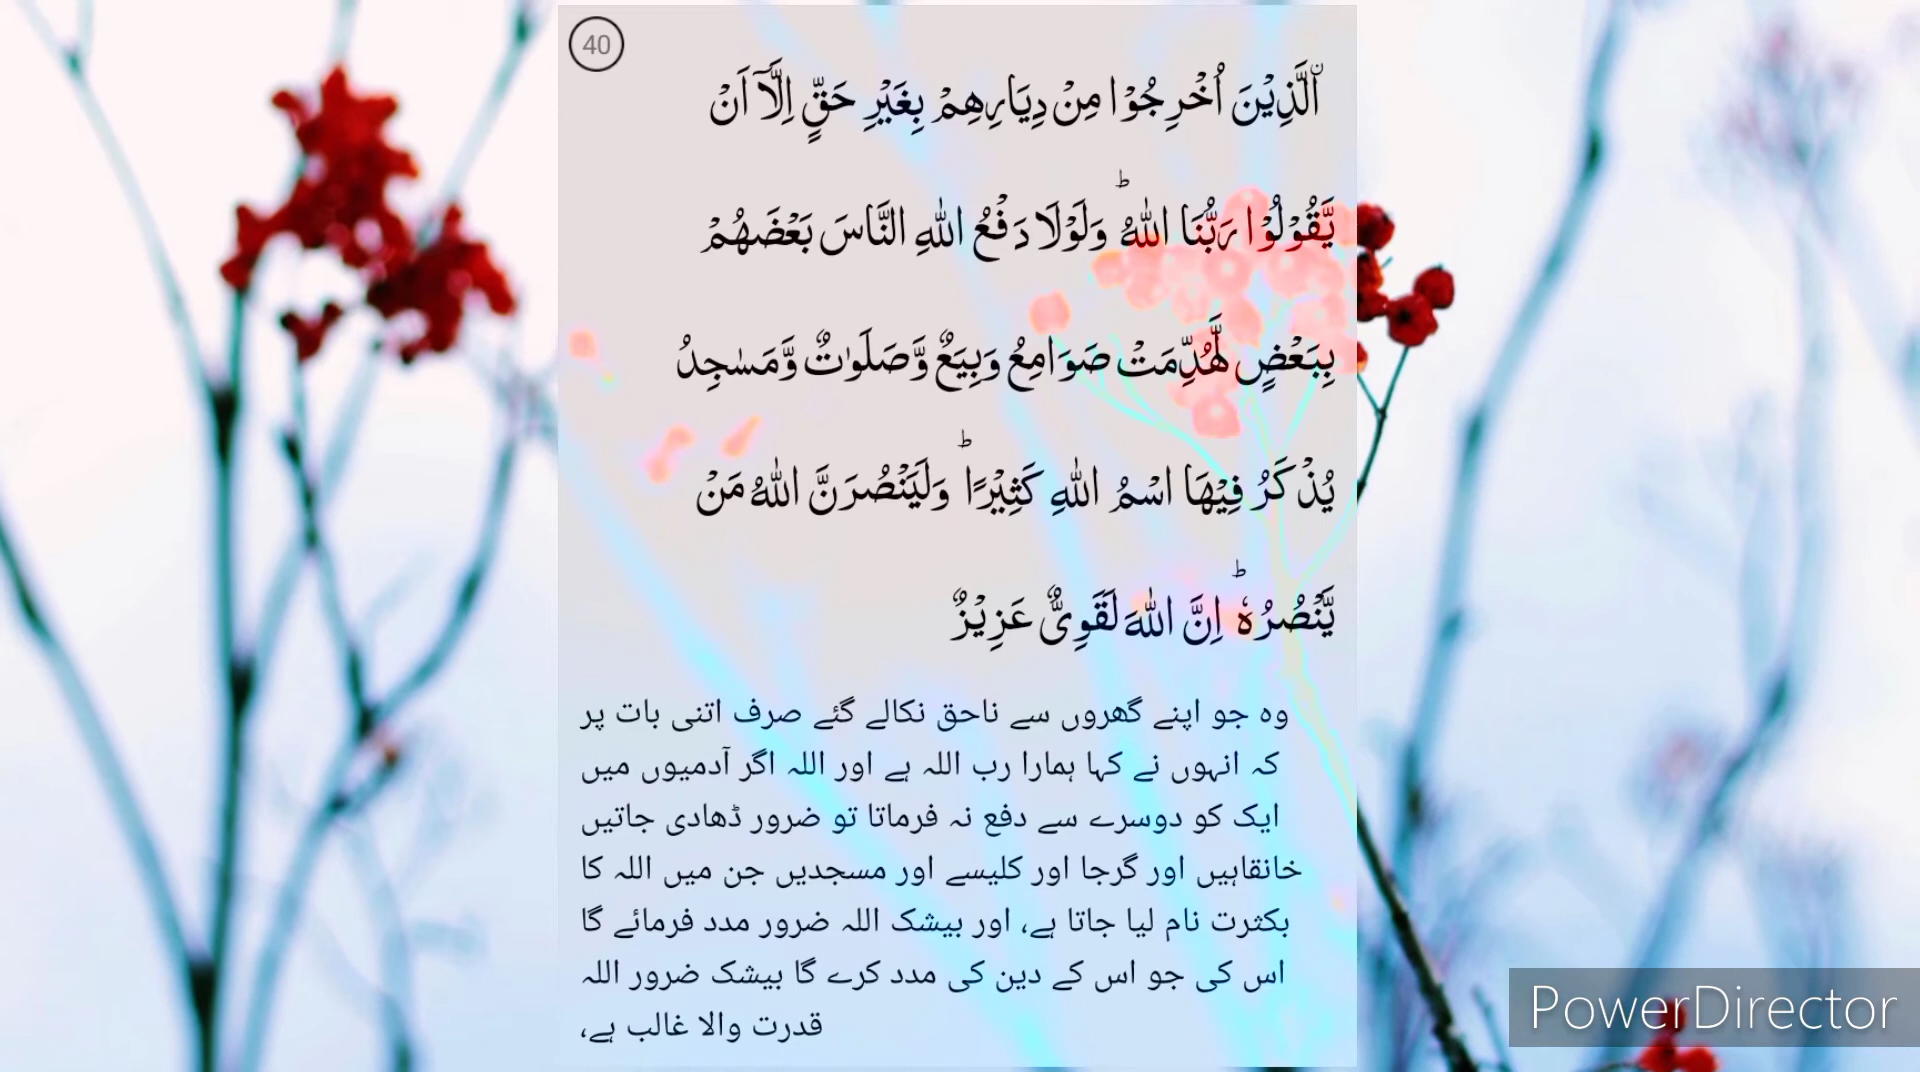 40
ۨالَّذِيْنَ اُخْرِجُوْا مِنْ دِيَارِهِمْ بِغَيْرِ حَقٍّ اِلَّاۤ اَنْ
يَّقُوْلُوْا رَبُّنَا اللّٰهُ ؕ وَلَوْلَا دَفْعُ اللّٰهِ النَّاسَ بَعْضَهُمْ
بِبَعْضٍ لَّهُدِّمَتْ صَوَامِعُ وَبِيَعٌ وَّصَلَوٰتٌ وَّمَسٰجِدُ
يُذْكَرُ فِيْهَا اسْمُ اللّٰهِ كَثِيْرًا ؕ وَلَيَنْصُرَنَّ اللّٰهُ مَنْ
يَّنْصُرُهٗ ؕ اِنَّ اللّٰهَ لَقَوِىٌّ عَزِيْزٌ
وہ جو اپنے گھروں سے ناحق نکالے گئے صرف اتنی بات پر
کہ انہوں نے کہا ہمارا رب اللہ ہے اور اللہ اگر آدمیوں میں
ایک کو دوسرے سے دفع نہ فرماتا تو ضرور ڈھادی جاتیں
خانقاہیں اور گرجا اور کلیسے اور مسجدیں جن میں اللہ کا
بکثرت نام لیا جاتا ہے، اور بیشک اللہ ضرور مدد فرمائے گا
اس کی جو اس کے دین کی مدد کرے گا بیشک ضرور اللہ
قدرت والا غالب ہے،
PowerDirector